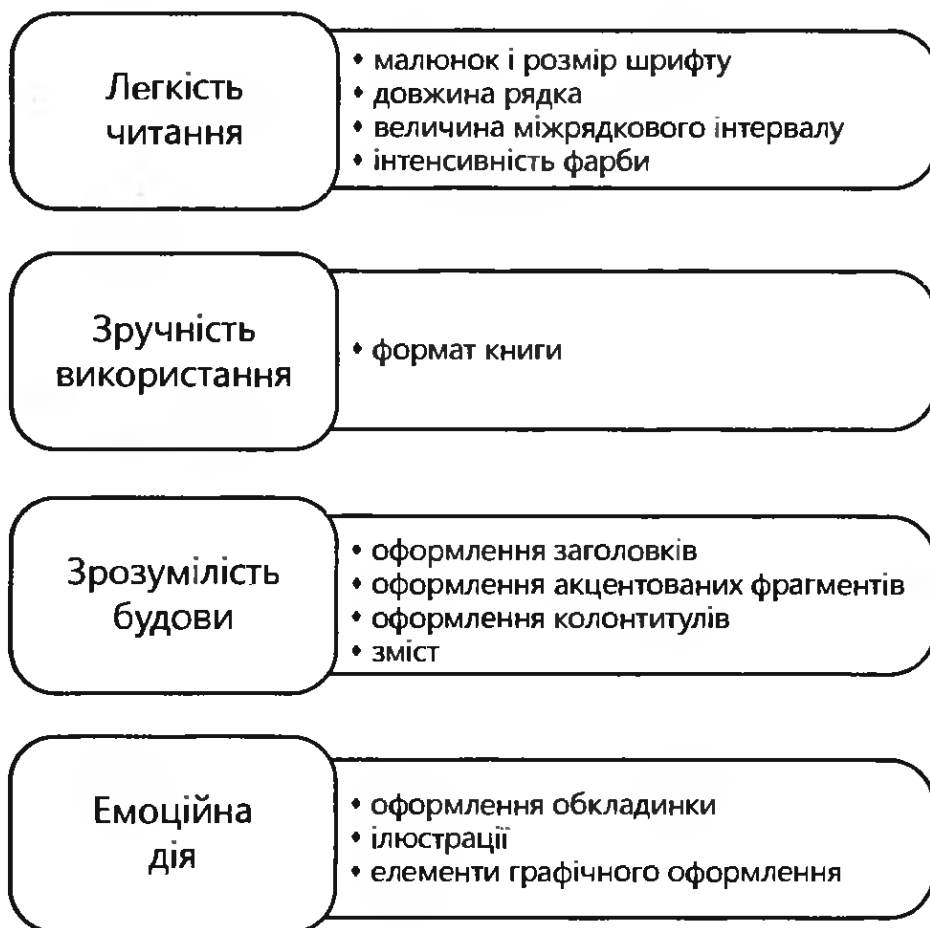 Легкість
читання
• малюнок і розмір шрифту
• довжина рядка
• величина міжрядкового інтервалу
• інтенсивність фарби
Зручність
використання
• формат книги
Зрозумілість
будови
• оформлення заголовків
• оформлення акцентованих фрагментів
• оформлення колонтитулів
• зміст
Емоційна
дія
• оформлення обкладинки
• ілюстрації
• елементи графічного оформлення